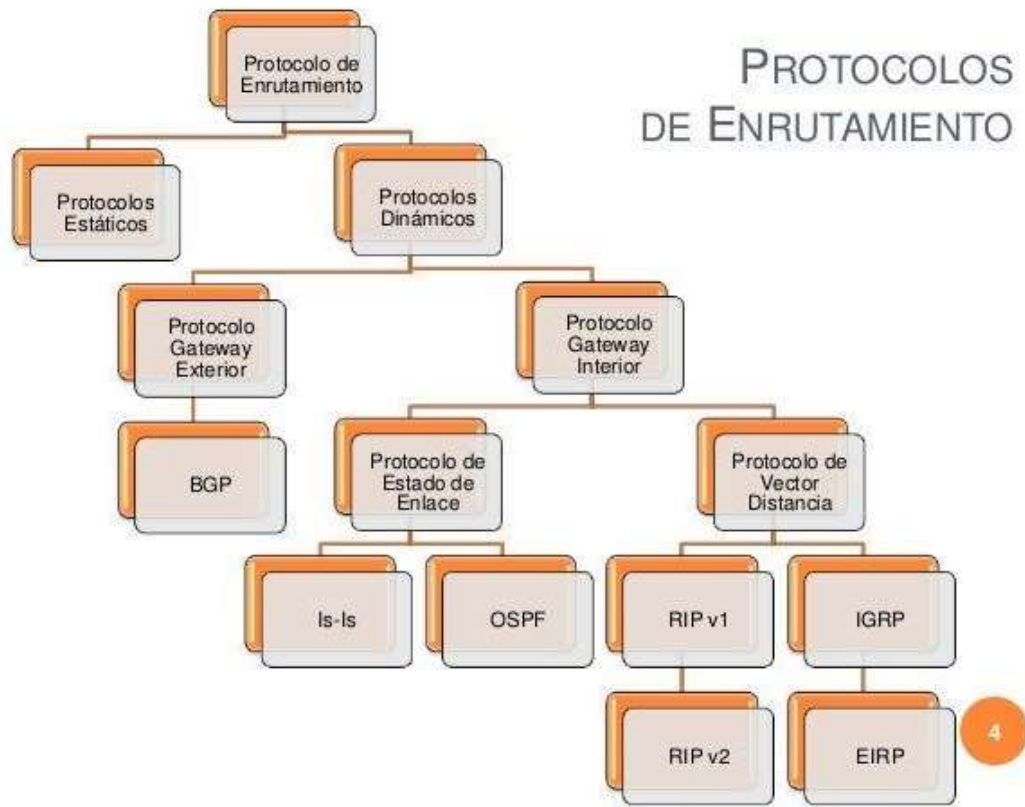 PROTOCOLOS
DE ENRUTAMIENTO
Protocolo de
Enrutamiento
Protocolos
Estáticos
Protocolos
Dinámicos
Protocolo
Gateway
Exterior
Protocolo
Gateway
Interior
BGP
Protocolo de
Estado de
Enlace
Protocolo de
Vector
Distancia
Is-Is
OSPF
RIP v1
IGRP
RIP v2
EIRP
4